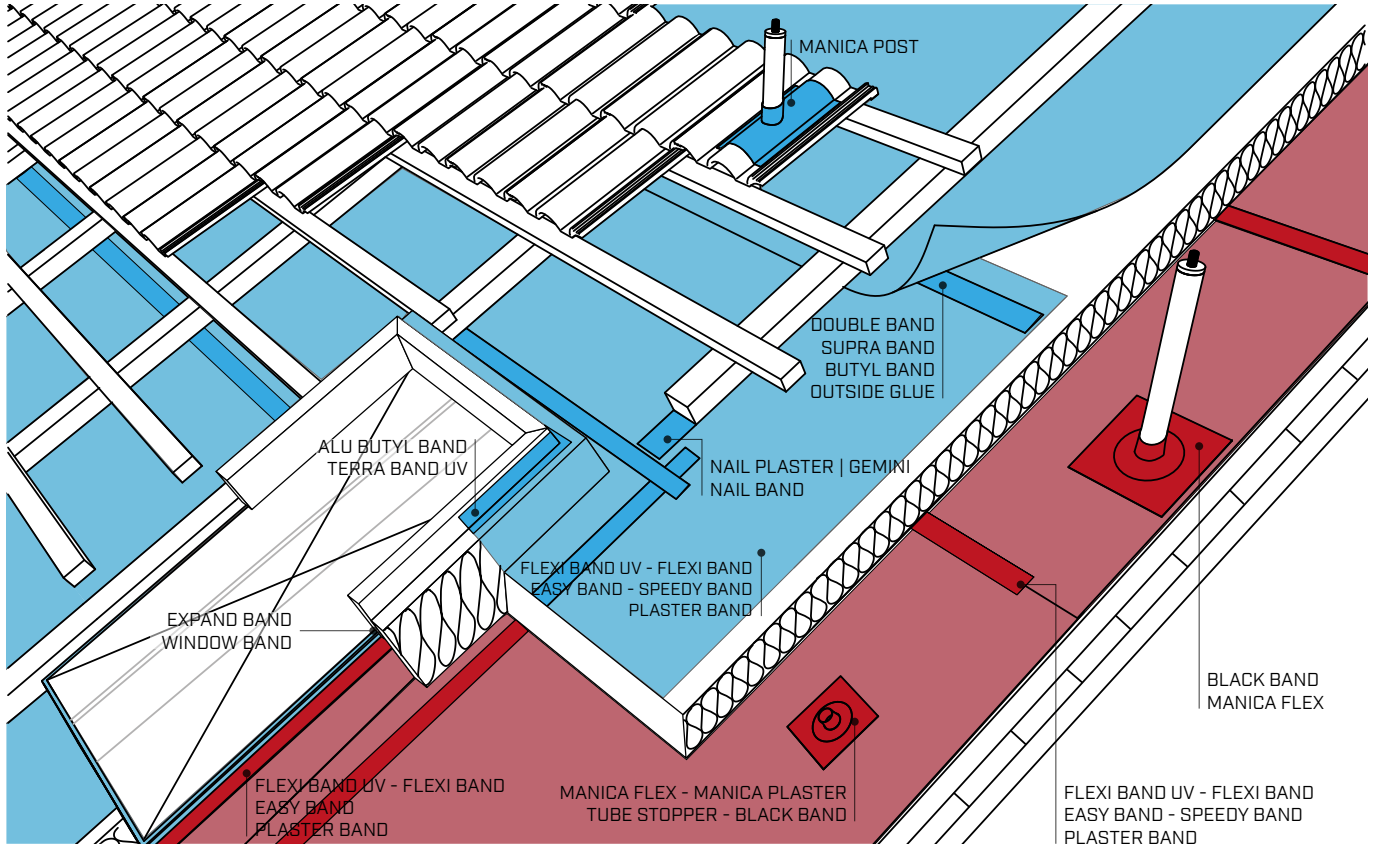 MANICA POST
DOUBLE BAND
SUPRA BAND
BUTYL BAND
OUTSIDE GLUE
ALU BUTYL BAND
TERRA BAND UV
NAIL PLASTER | GEMINI
NAIL BAND
FLEXI BAND UV - FLEXI BAND
EASY BAND - SPEEDY BAND
PLASTER BAND
EXPAND BAND
WINDOW BAND
BLACK BAND
MANICA FLEX
FLEXI BAND UV - FLEXI BAND
EASY BAND
PLASTER BAND
MANICA FLEX - MANICA PLASTER
TUBE STOPPER - BLACK BAND
FLEXI BAND UV - FLEXI BAND
EASY BAND - SPEEDY BAND
PLASTER BAND